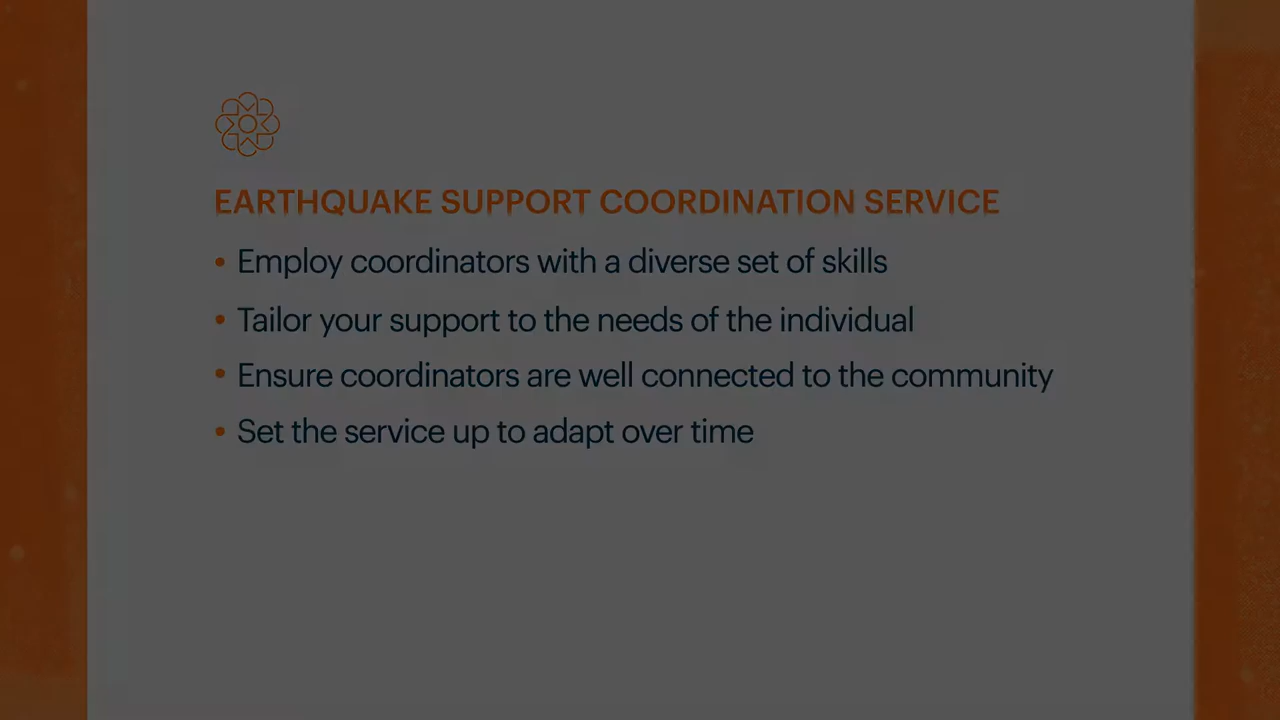 EARTHQUAKE SUPPORT COORDINATION SERVICE
• Employ coordinators with a diverse set of skills
• Tailor your support to the needs of the individual
• Ensure coordinators are well connected to the community
• Set the service up to adapt over time